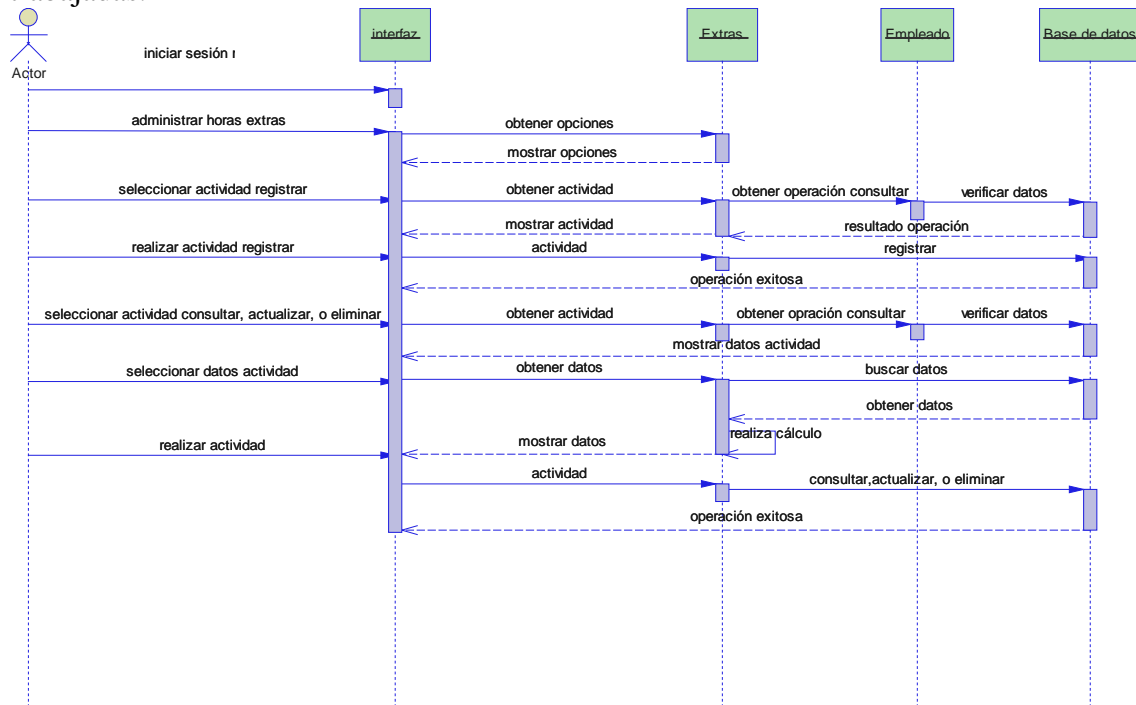 interfaz
Extras
Empleado
Base de datos
Actor
iniciar sesión
administrar horas extras
obtener opciones
mostrar opciones
seleccionar actividad registrar
obtener actividad
obtener operación consultar
verificar datos
mostrar actividad
resultado operación
realizar actividad registrar
actividad
registrar
operación exitosa
seleccionar actividad consultar, actualizar, o eliminar
obtener actividad
obtener opración consultar
verificar datos
mostrar datos actividad
seleccionar datos actividad
obtener datos
buscar datos
obtener datos
realiza cálculo
realizar actividad
mostrar datos
actividad
consultar,actualizar, o eliminar
operación exitosa